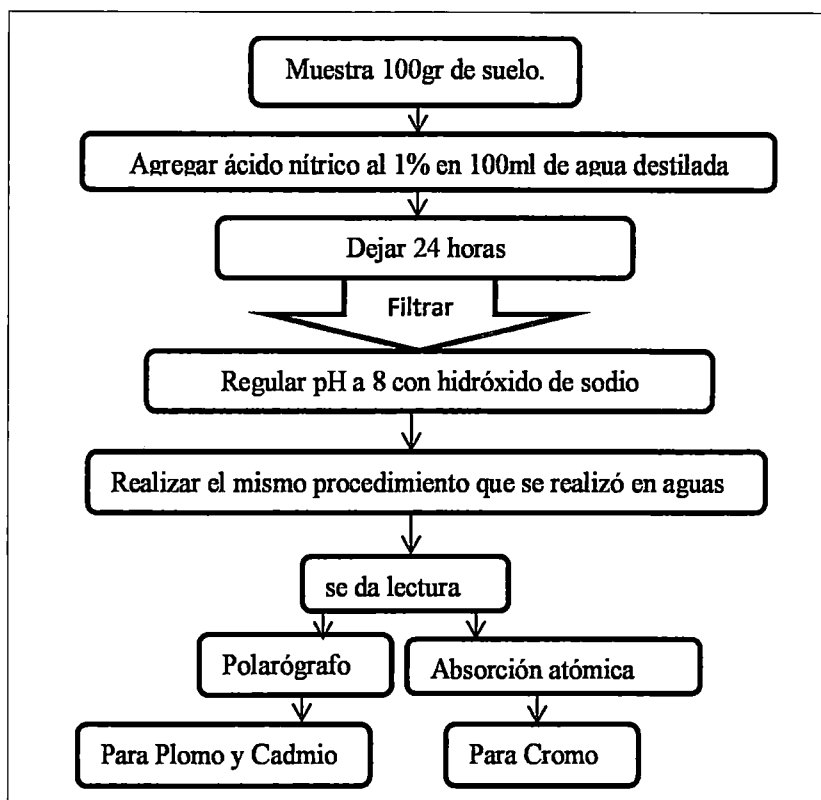 Muestra 100gr de suelo.
Agregar ácido nítrico al 1% en 100ml de agua destilada
Dejar 24 horas
Filtrar
Regular pH a 8 con hidróxido de sodio
Realizar el mismo procedimiento que se realizó en aguas
se da lectura
Polarógrafo
Absorción atómica
Para Plomo y Cadmio
Para Cromo